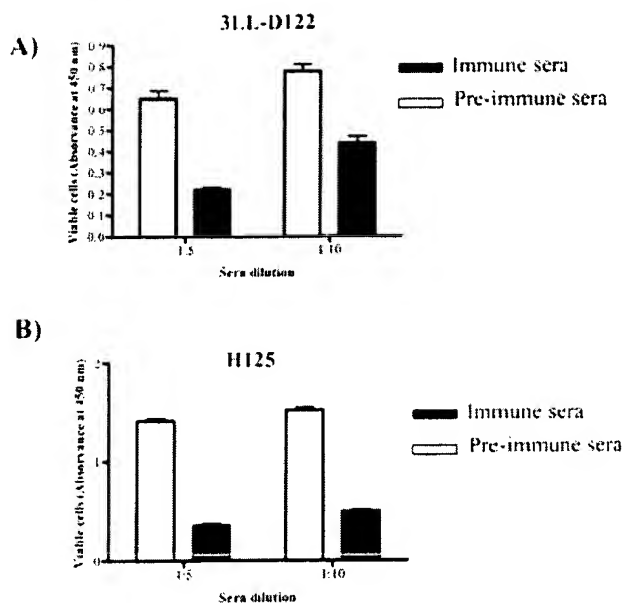 3LL-D122
A)
Viable cells (Absorvance at 450 nm)
0.9
0.8
0.7
0.6
0.5
0.4
0.3
0.2
0.1
0.0
1:5
1:10
Sera dilution
Immune sera
Pre-immune sera
B)
H125
Viable cells (Absorvance at 450 nm)
2
1
0
1:5
1:10
Sera dilution
Immune sera
Pre-immune sera